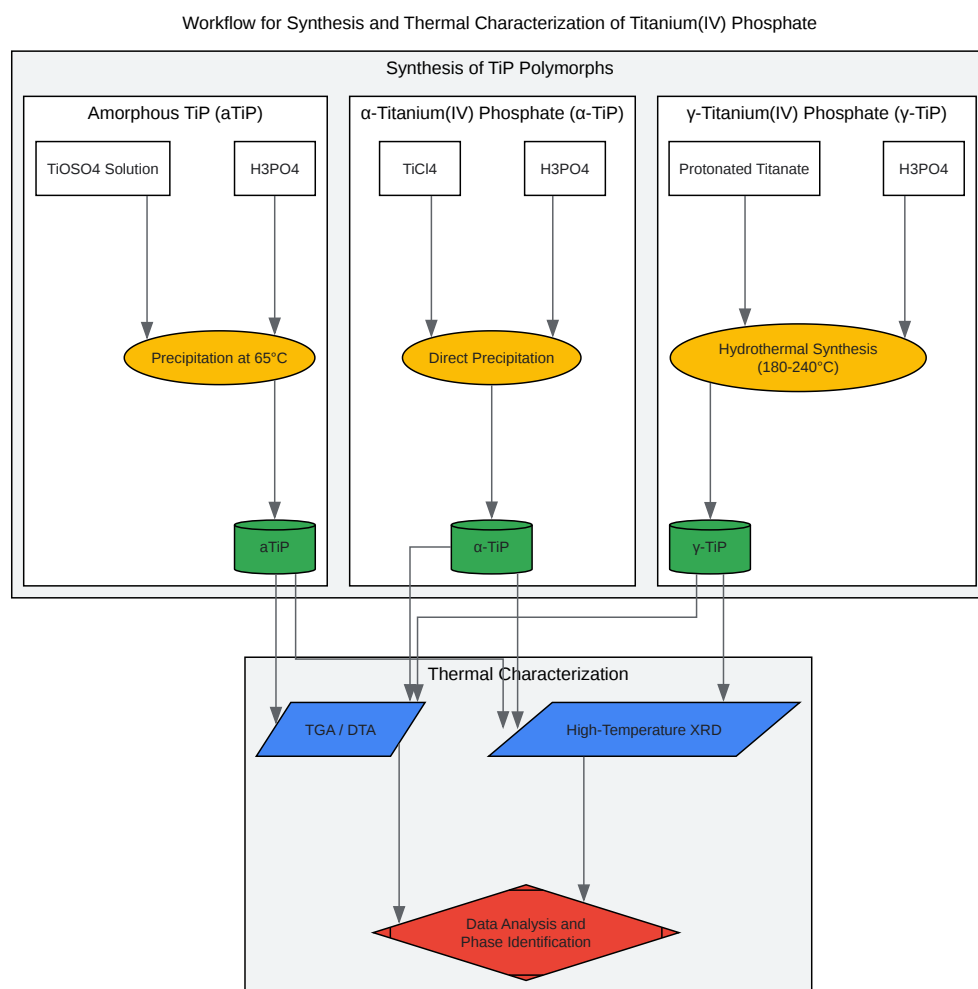 Workflow for Synthesis and Thermal Characterization of Titanium(IV) Phosphate
Synthesis of TiP Polymorphs
Amorphous TiP (aTiP)
α-Titanium(IV) Phosphate (α-TiP)
γ-Titanium(IV) Phosphate (γ-TiP)
TiOSO4 Solution
H3PO4
TiCl4
H3PO4
Protonated Titanate
H3PO4
Precipitation at 65°C
Direct Precipitation
Hydrothermal Synthesis
(180-240°C)
aTiP
α-TiP
γ-TiP
Thermal Characterization
TGA / DTA
High-Temperature XRD
Data Analysis and
Phase Identification